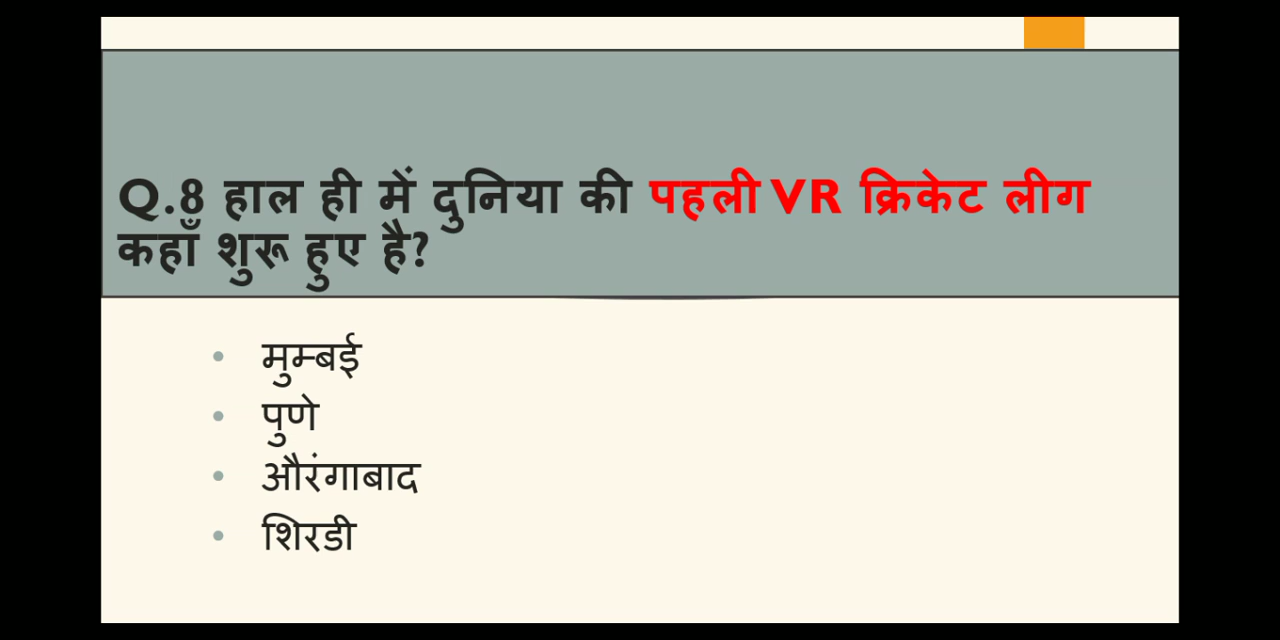 Q.8 हाल ही में दुनिया की पहली VR क्रिकेट लीग
कहाँ शुरू हुए है?
• मुम्बई
• पुणे
• औरंगाबाद
• शिरडी